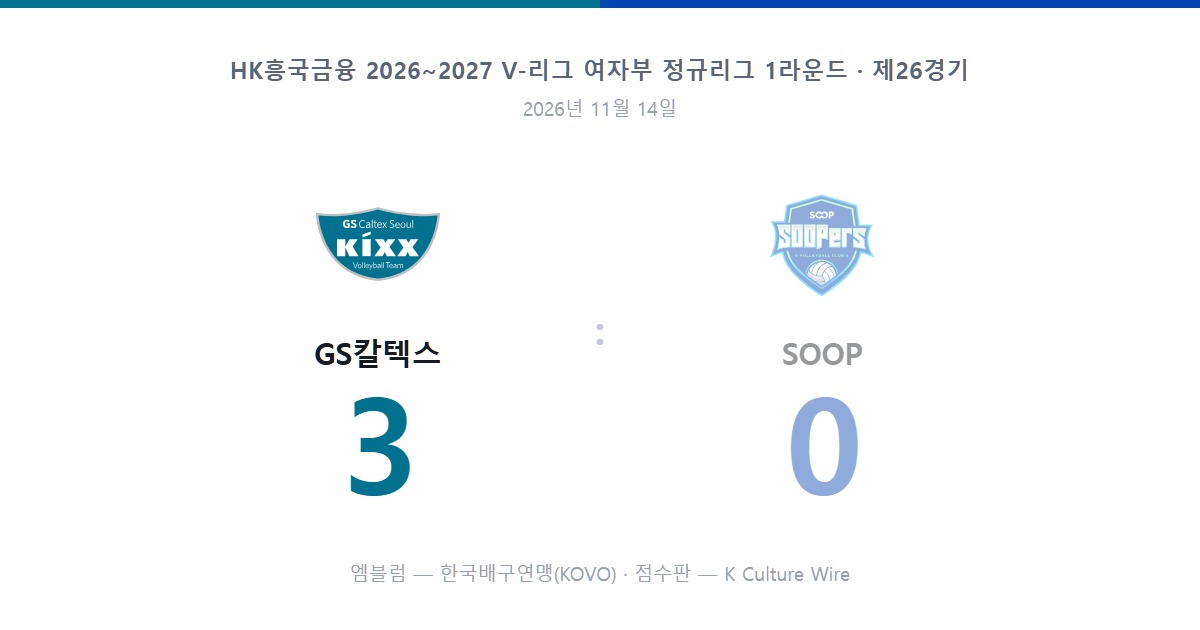 HK흥국금융 2026~2027 V-리그 여자부 정규리그 1라운드 · 제26경기
2026년 11월 14일
GS Caltex Seoul
kixx
Volleyball Team
SOOP
SOOPERS
VOLLEYBALL CLUB
GS칼텍스
:
SOOP
3
0
엠블럼 — 한국배구연맹(KOVO) · 점수판 — K Culture Wire